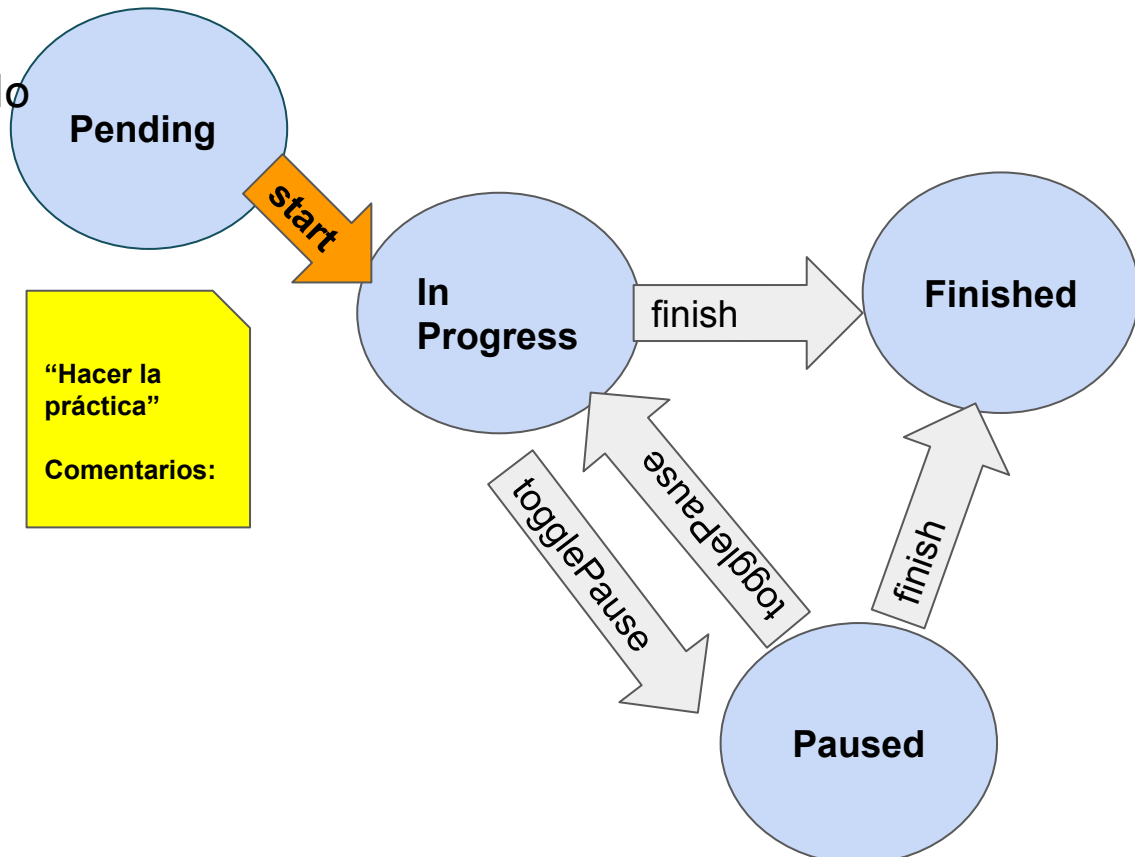 Pending
start
In
Progress
finish
Finished
“Hacer la
práctica”
Comentarios:
togglePause
togglePause
finish
Paused